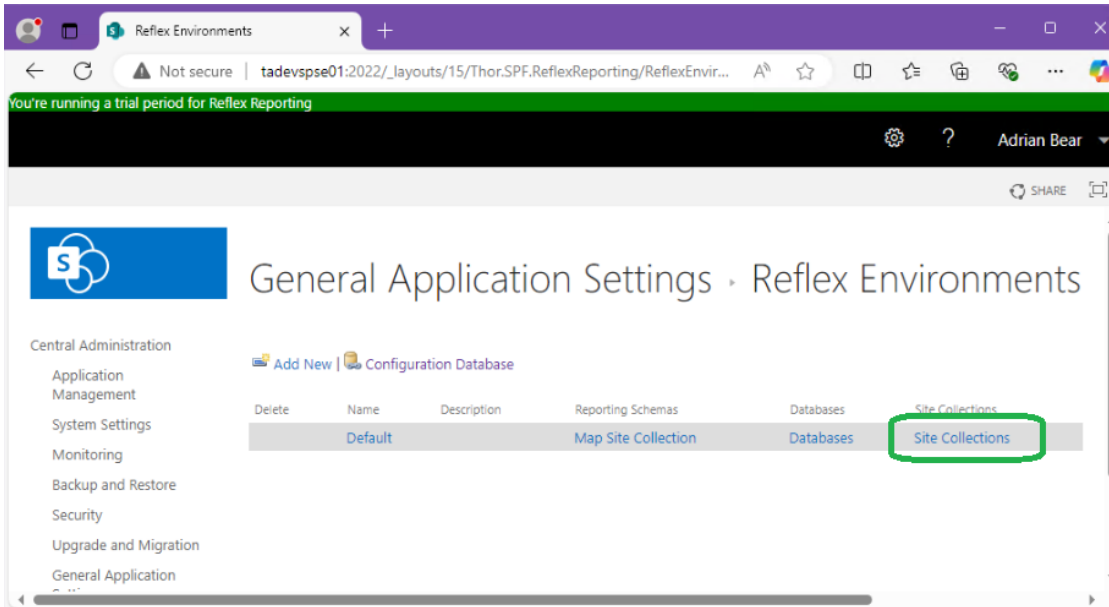 Reflex Environments
Not secure | tadevspse01:2022/_layouts/15/Thor.SPF.ReflexReporting/ReflexEnvir...
You're running a trial period for Reflex Reporting
? Adrian Bear
SHARE
S
General Application Settings › Reflex Environments
Central Administration
Application
Management
System Settings
Monitoring
Backup and Restore
Security
Upgrade and Migration
General Application
Add New | Configuration Database
Delete Name Description Reporting Schemas Databases Site Collections
Default Map Site Collection Databases Site Collections